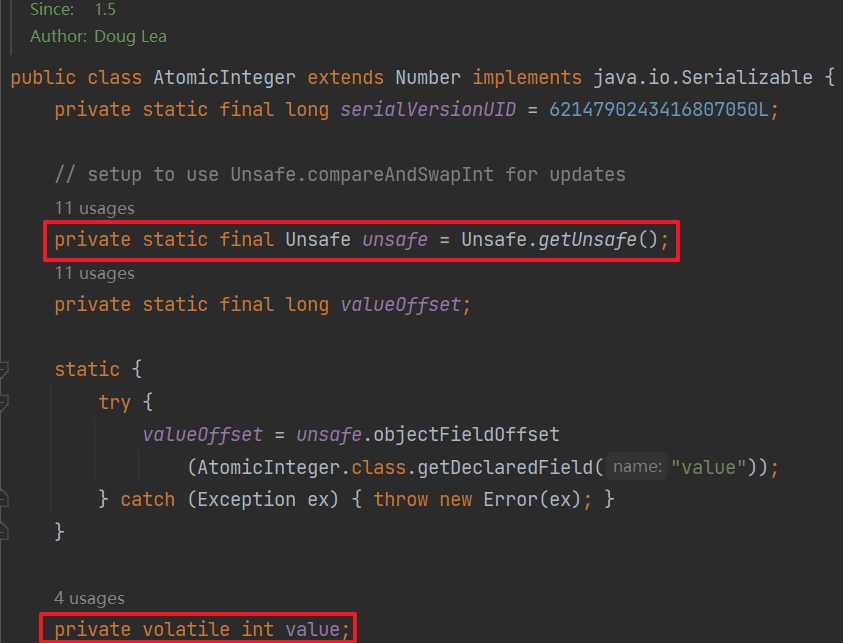 Since: 1.5
Author: Doug Lea
public class AtomicInteger extends Number implements java.io.Serializable {
private static final long serialVersionUID = 6214790243416807050L;
// setup to use Unsafe.compareAndSwapInt for updates
11 usages
private static final Unsafe unsafe = Unsafe.getUnsafe();
11 usages
private static final long valueOffset;
static {
try {
valueOffset = unsafe.objectFieldOffset
(AtomicInteger.class.getDeclaredField( name: "value"));
} catch (Exception ex) { throw new Error(ex); }
}
4 usages
private volatile int value;